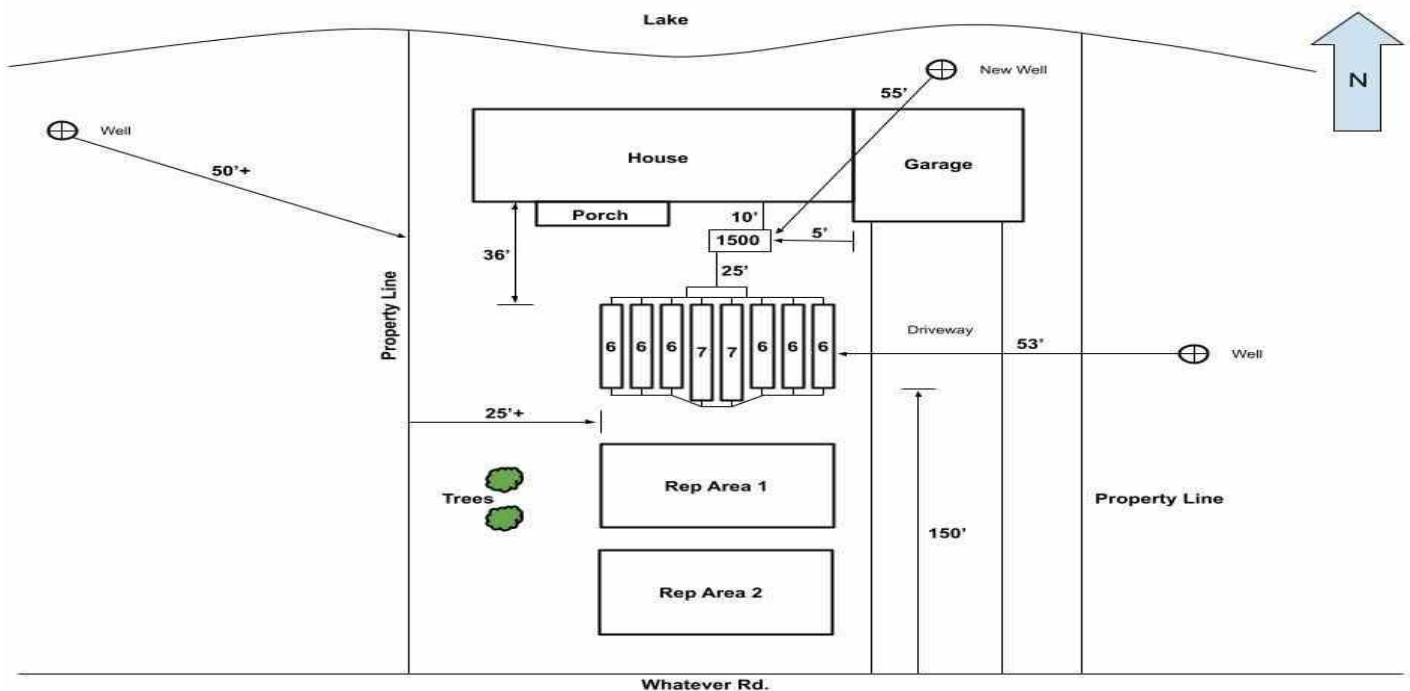 Lake
New Well
N
55’
Well
House
Garage
50’+
Porch
10’
1500
5’
36’
25’
Property Line
6 6 6 7 7 6 6 6
Driveway
53’
Well
25’+
Trees
Rep Area 1
Property Line
150’
Rep Area 2
Whatever Rd.